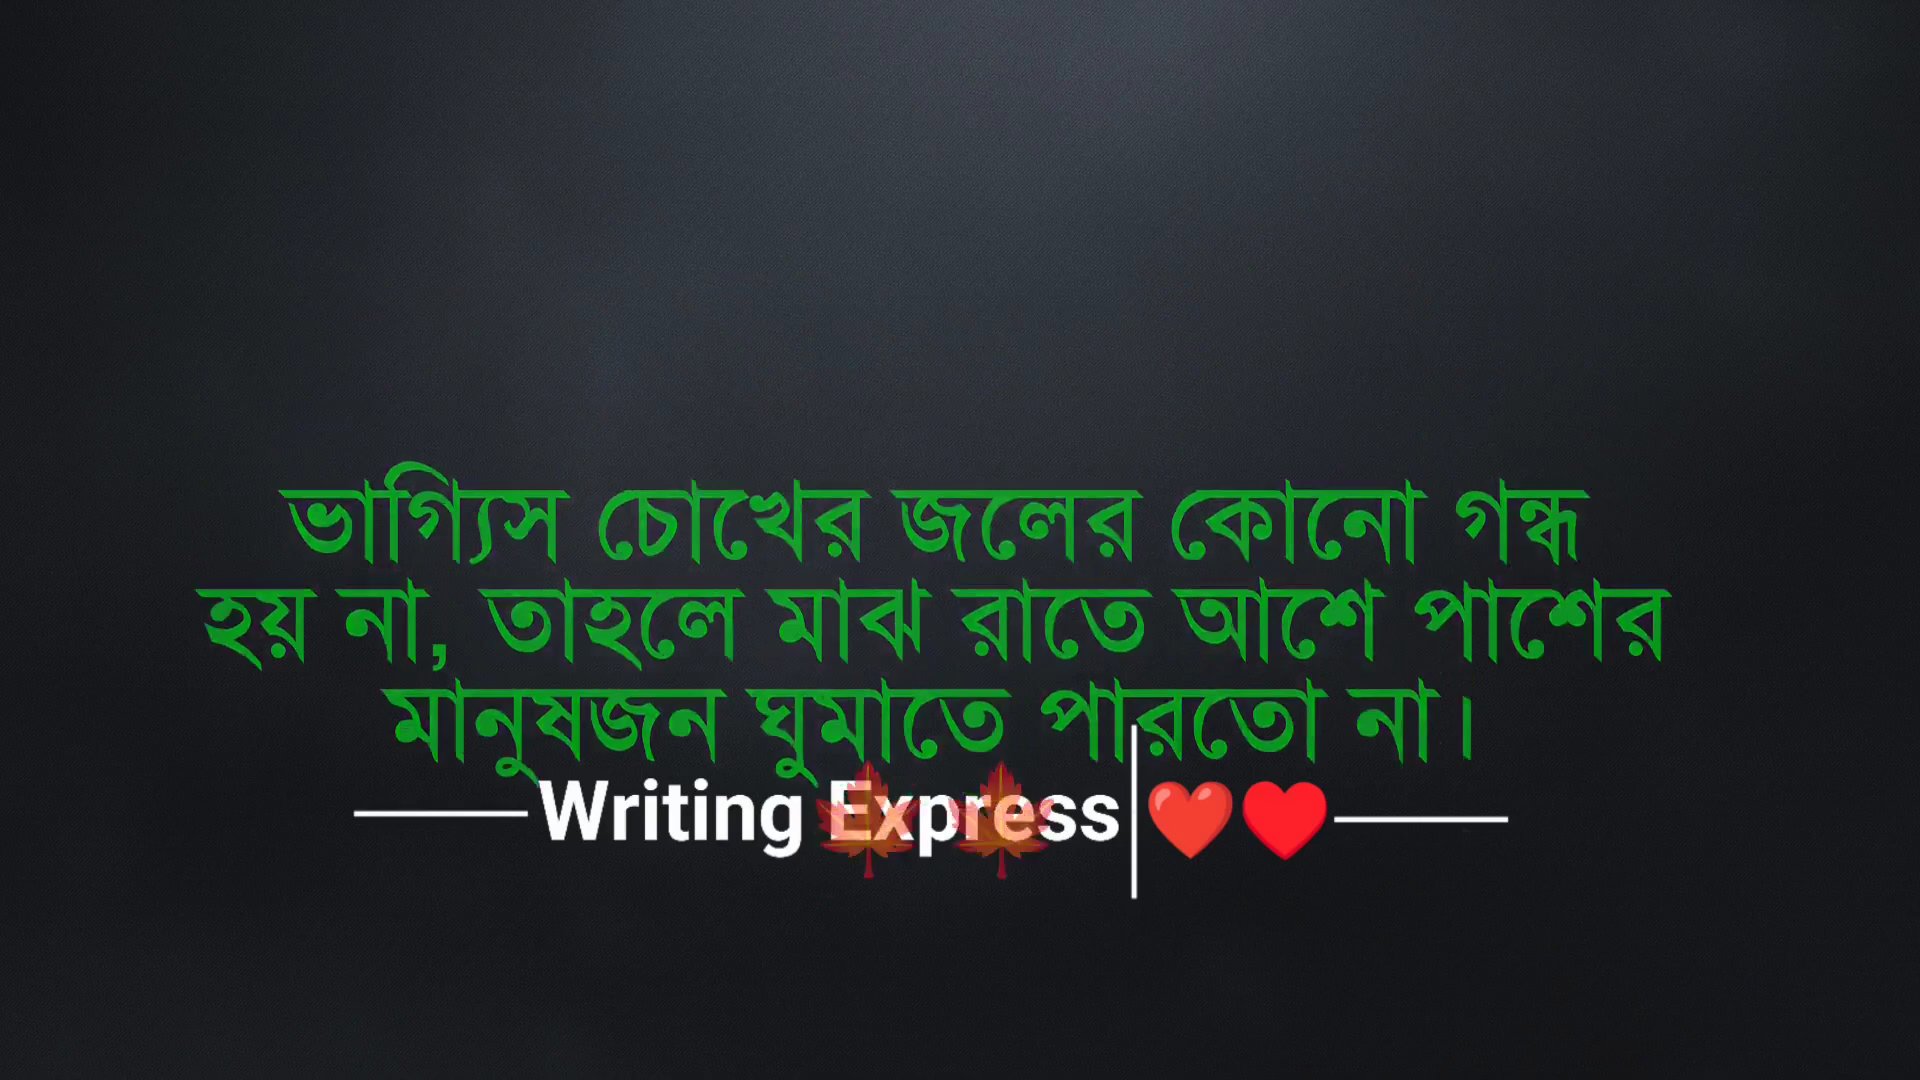 ভাগ্যিস চোখের জলের কোনো গন্ধ
হয় না, তাহলে মাঝ রাতে আশে পাশের
মানুষজন ঘুমাতে পারতো না।
Writing Express